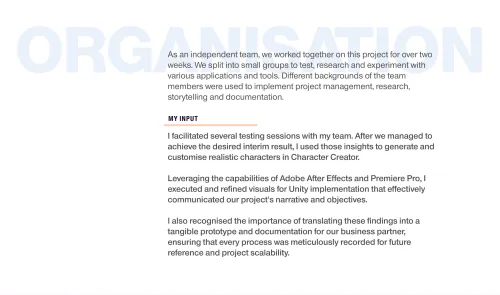 ORGANISATION
As an independent team, we worked together on this project for over two
weeks. We split into small groups to test, research and experiment with
various applications and tools. Different backgrounds of the team
members were used to implement project management, research,
storytelling and documentation.
MY INPUT
I facilitated several testing sessions with my team. After we managed to
achieve the desired interim result, I used those insights to generate and
customise realistic characters in Character Creator.
Leveraging the capabilities of Adobe After Effects and Premiere Pro, I
executed and refined visuals for Unity implementation that effectively
communicated our project's narrative and objectives.
I also recognised the importance of translating these findings into a
tangible prototype and documentation for our business partner,
ensuring that every process was meticulously recorded for future
reference and project scalability.